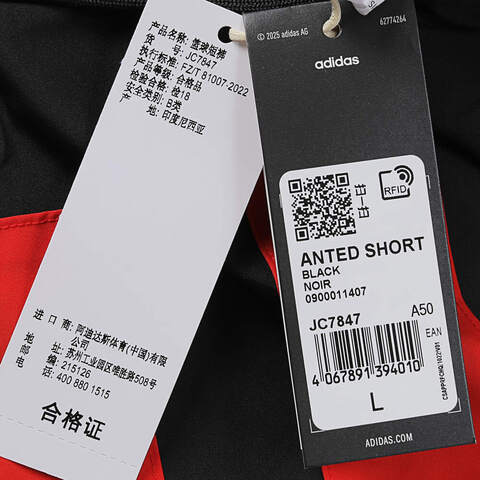 产品名称: 篮球短裤
货 号: JC7847
执行标准: FZ/T 81007-2022
产品等级: 合格品
检验合格: 检18
安全类别: B类
产 地: 印度尼西亚
进 口 商: 阿迪达斯体育(中国)有限
公司
地 址: 苏州工业园区唯胜路508号
邮 编: 215126
电 话: 400 880 1515
合格证
© 2025 adidas AG
62774264
adidas
RFID
ANTED SHORT
BLACK
NOIR
0900011407
JC7847
A50
EAN
4 067891 394010
L
ADIDAS.COM